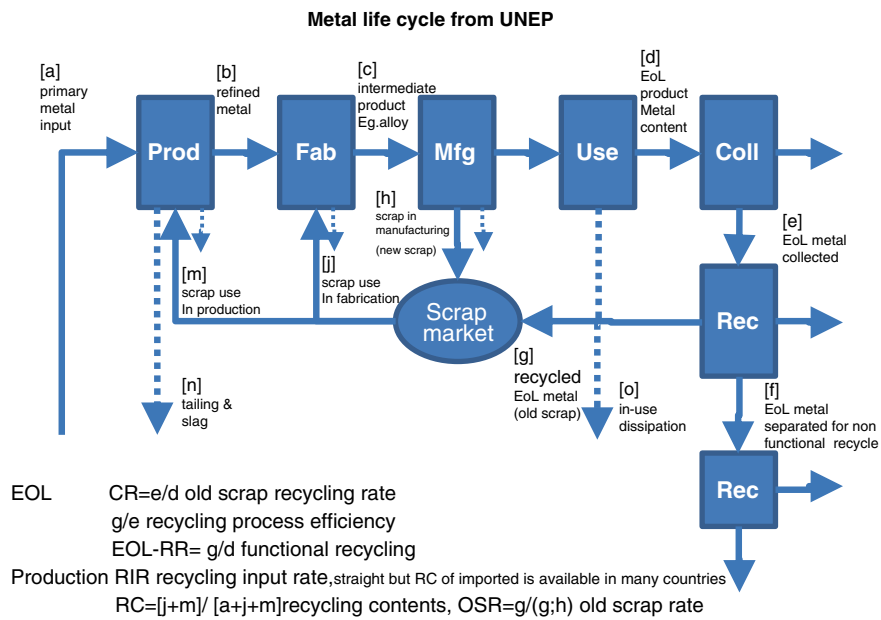 Metal life cycle from UNEP
[a]
primary
metal
input
[b]
refined
metal
[c]
intermediate
product
Eg.alloy
[d]
EoL
product
Metal
content
Prod
Fab
Mfg
Use
Coll
[h]
scrap in
manufacturing
(new scrap)
[e]
EoL metal
collected
[m]
scrap use
In production
[j]
scrap use
In fabrication
Scrap
market
Rec
[g]
recycled
EoL metal
(old scrap)
[n]
tailing &
slag
[o]
in-use
dissipation
[f]
EoL metal
separated for non
functional recycle
Rec
EOL CR=e/d old scrap recycling rate
g/e recycling process efficiency
EOL-RR= g/d functional recycling
Production RIR recycling input rate,straight but RC of imported is available in many countries
RC=[j+m]/ [a+j+m]recycling contents, OSR=g/(g;h) old scrap rate